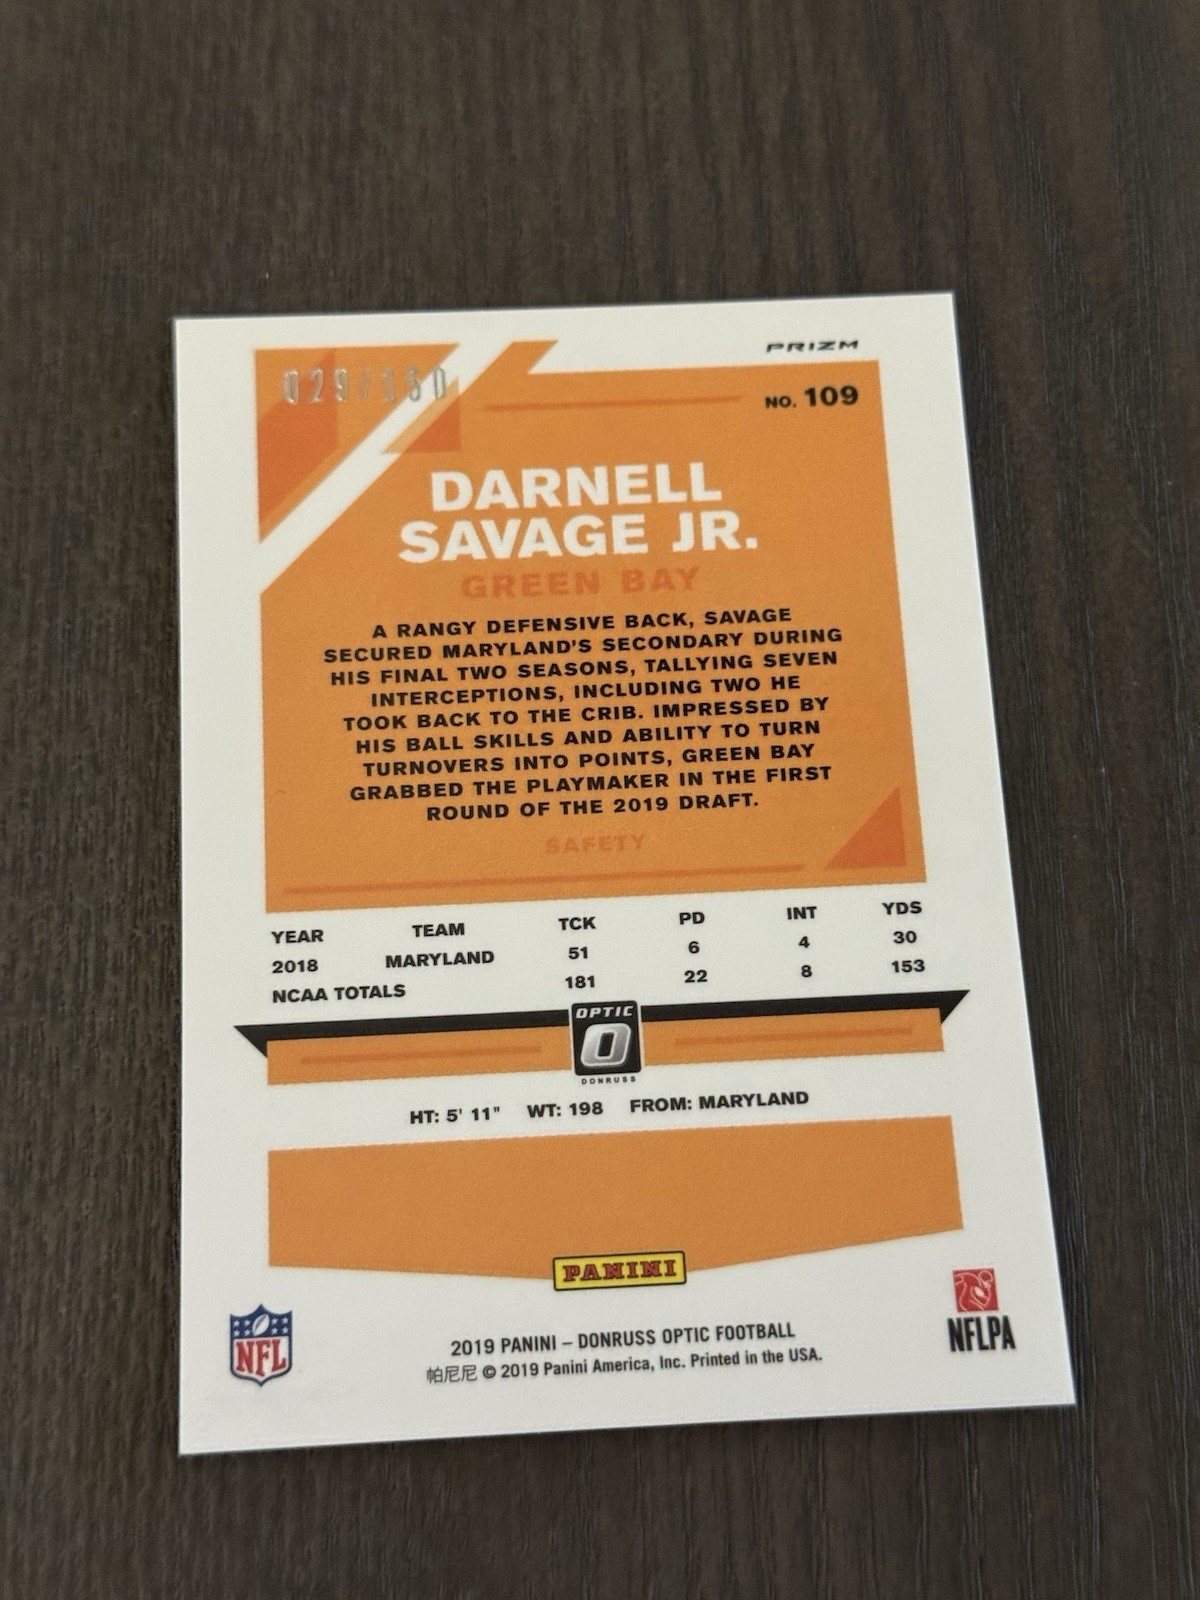 PRIZM
029/150
NO. 109
DARNELL
SAVAGE JR.
GREEN BAY
A RANGY DEFENSIVE BACK, SAVAGE
SECURED MARYLAND'S SECONDARY DURING
HIS FINAL TWO SEASONS, TALLYING SEVEN
INTERCEPTIONS, INCLUDING TWO HE
TOOK BACK TO THE CRIB. IMPRESSED BY
HIS BALL SKILLS AND ABILITY TO TURN
TURNOVERS INTO POINTS, GREEN BAY
GRABBED THE PLAYMAKER IN THE FIRST
ROUND OF THE 2019 DRAFT.
SAFETY
YEAR TEAM TCK PD INT YDS
2018 MARYLAND 51 6 4 30
NCAA TOTALS 181 22 8 153
OPTIC
O
DONRUSS
HT: 5' 11" WT: 198 FROM: MARYLAND
PANINI
NFL
NFLPA
2019 PANINI – DONRUSS OPTIC FOOTBALL
帕尼尼 © 2019 Panini America, Inc. Printed in the USA.